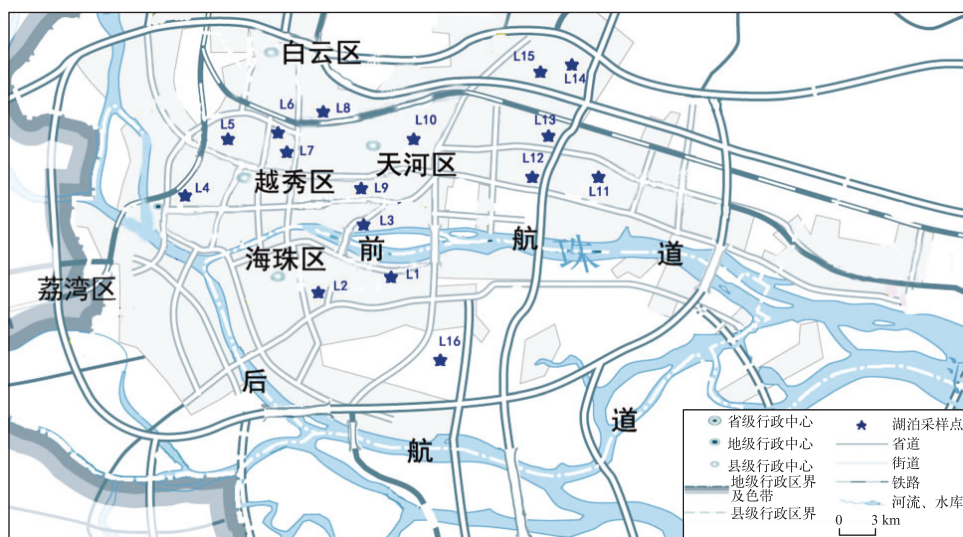 白云区
L15
L14
L6
L8
L5
L10
L13
L7
天河区
L12
越秀区
L9
L11
L4
L3
前
航
珠
道
海珠区
L1
荔湾区
L2
L16
后
道
航
省级行政中心
地级行政中心
县级行政中心
地级行政区界
及色带
县级行政区界
湖泊采样点
省道
街道
铁路
河流、水库
0 3 km